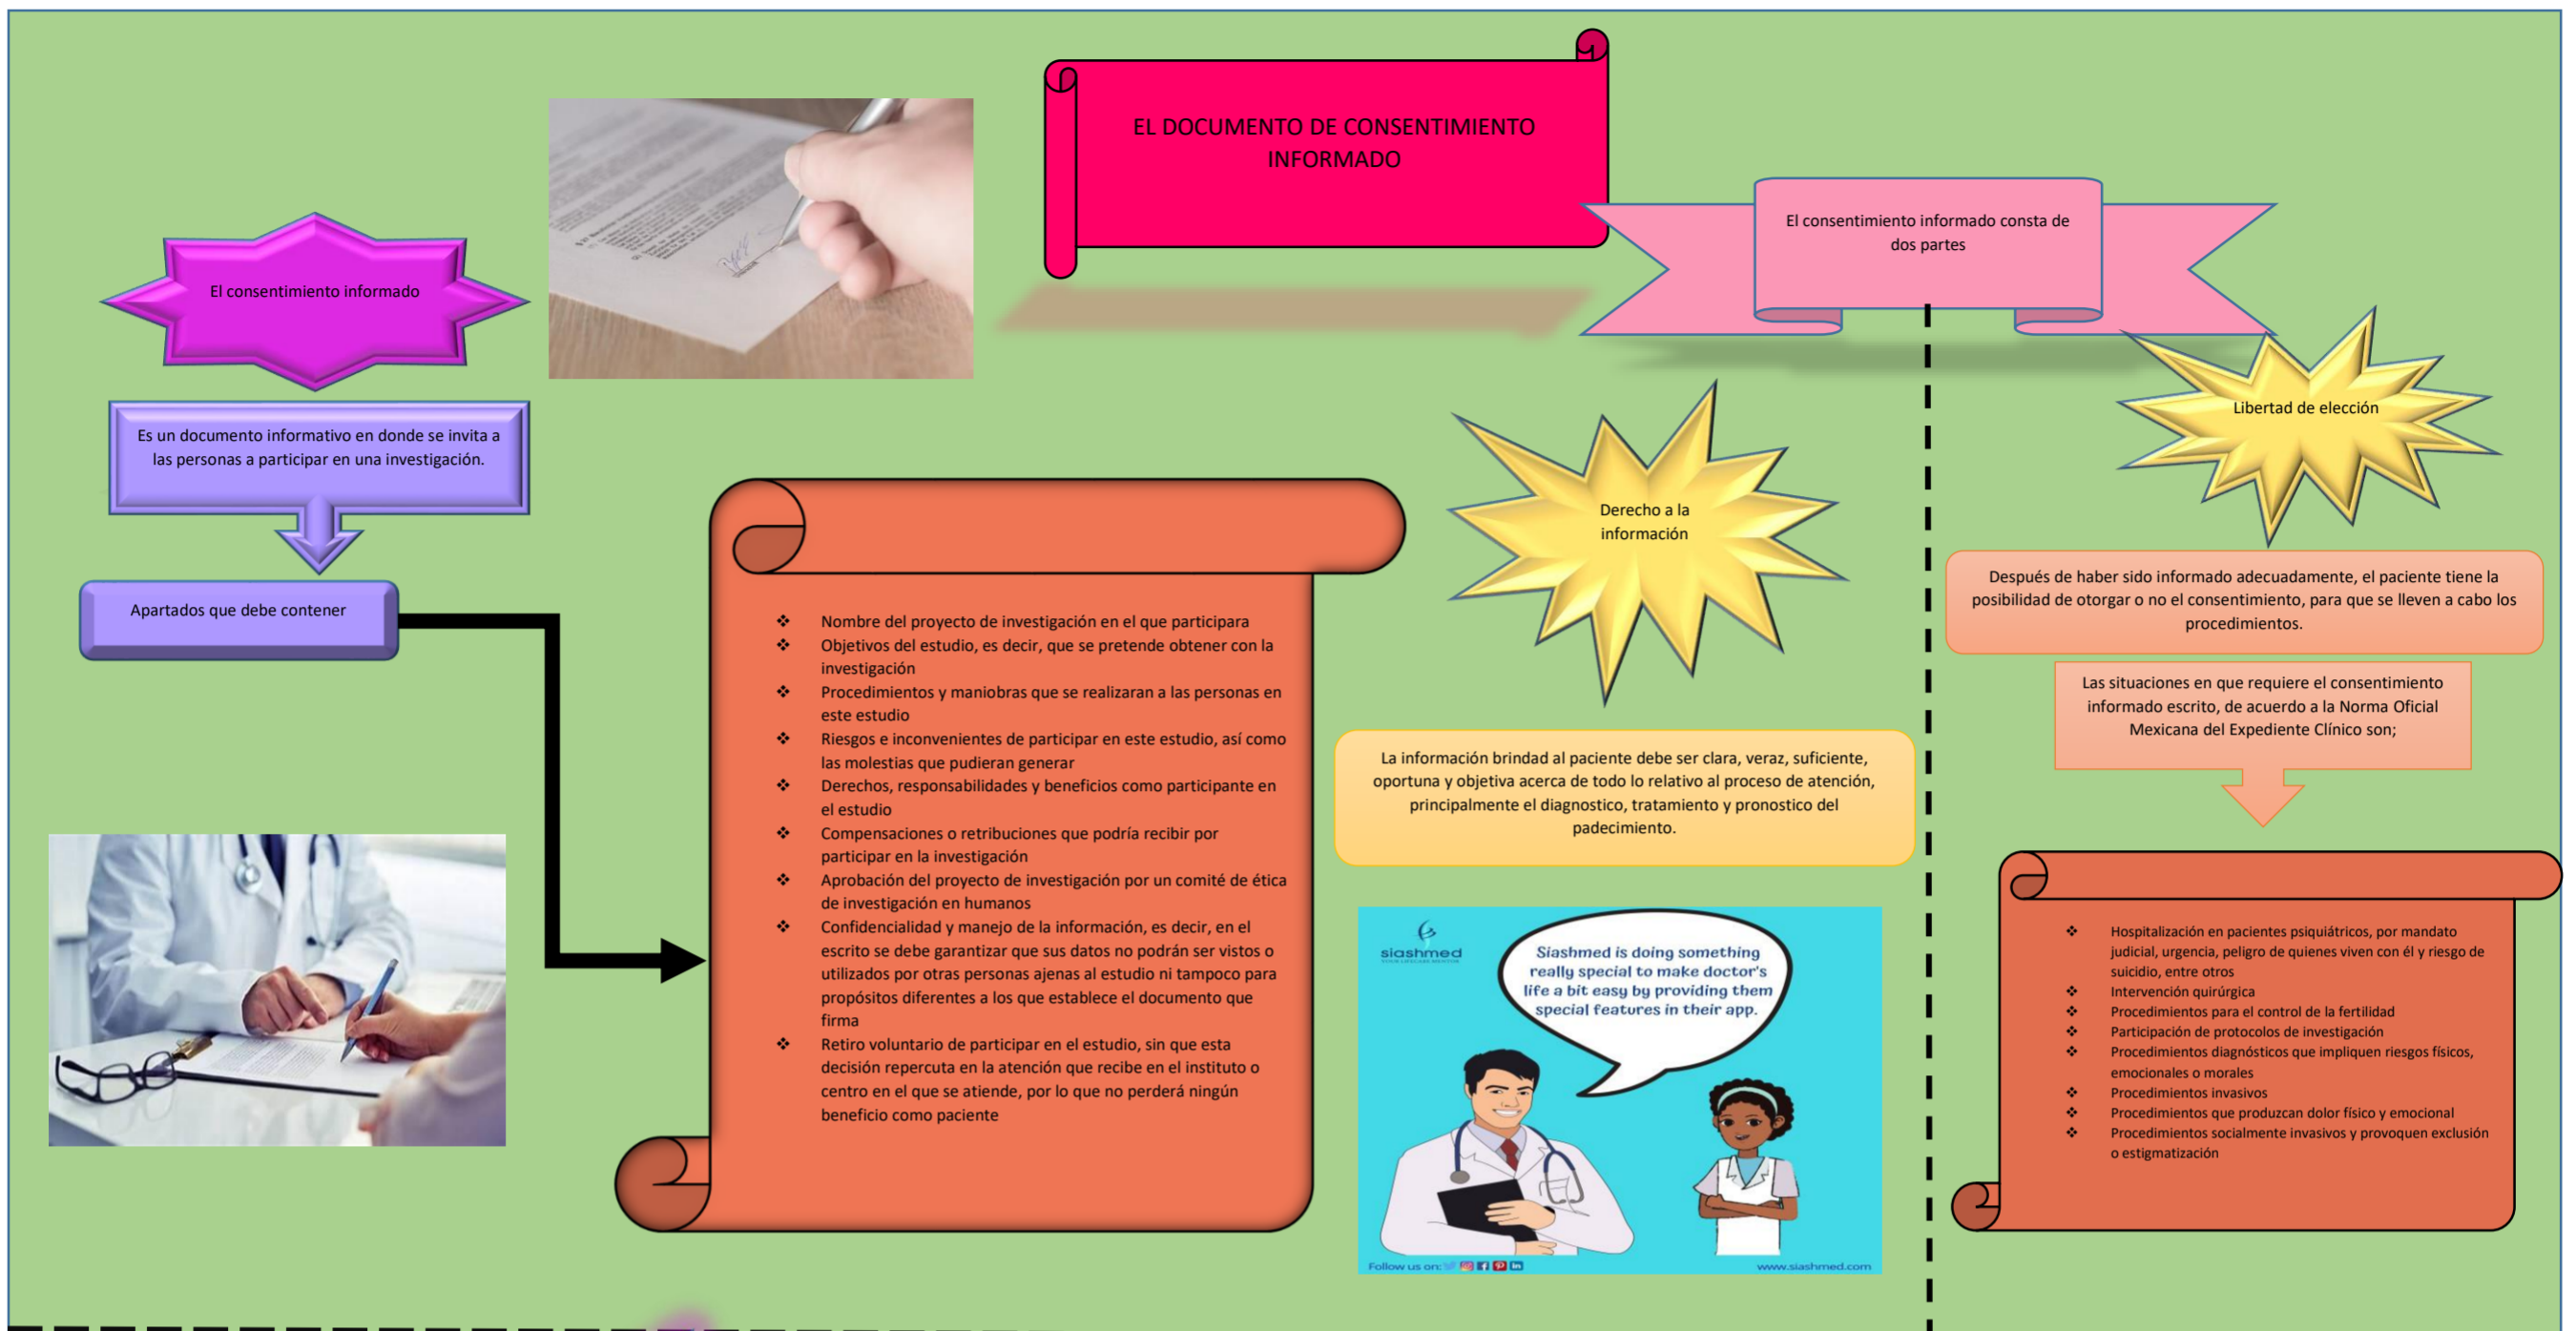 EL DOCUMENTO DE CONSENTIMIENTO
INFORMADO
El consentimiento informado
Es un documento informativo en donde se invita a
las personas a participar en una investigación.
Apartados que debe contener
❖ Nombre del proyecto de investigación en el que participara
❖ Objetivos del estudio, es decir, que se pretende obtener con la
investigación
❖ Procedimientos y maniobras que se realizaran a las personas en
este estudio
❖ Riesgos e inconvenientes de participar en este estudio, así como
las molestias que pudieran generar
❖ Derechos, responsabilidades y beneficios como participante en
el estudio
❖ Compensaciones o retribuciones que podría recibir por
participar en la investigación
❖ Aprobación del proyecto de investigación por un comité de ética
de investigación en humanos
❖ Confidencialidad y manejo de la información, es decir, en el
escrito se debe garantizar que sus datos no podrán ser vistos o
utilizados por otras personas ajenas al estudio ni tampoco para
propósitos diferentes a los que establece el documento que
firma
❖ Retiro voluntario de participar en el estudio, sin que esta
decisión repercuta en la atención que recibe en el instituto o
centro en el que se atiende, por lo que no perderá ningún
beneficio como paciente
El consentimiento informado consta de
dos partes
Derecho a la
información
La información brindad al paciente debe ser clara, veraz, suficiente,
oportuna y objetiva acerca de todo lo relativo al proceso de atención,
principalmente el diagnostico, tratamiento y pronostico del
padecimiento.
siashmed
YOUR LIFECARE MENTOR
Siashmed is doing something
really special to make doctor's
life a bit easy by providing them
special features in their app.
Follow us on:
www.siashmed.com
Libertad de elección
Después de haber sido informado adecuadamente, el paciente tiene la
posibilidad de otorgar o no el consentimiento, para que se lleven a cabo los
procedimientos.
Las situaciones en que requiere el consentimiento
informado escrito, de acuerdo a la Norma Oficial
Mexicana del Expediente Clínico son;
❖ Hospitalización en pacientes psiquiátricos, por mandato
judicial, urgencia, peligro de quienes viven con él y riesgo de
suicidio, entre otros
❖ Intervención quirúrgica
❖ Procedimientos para el control de la fertilidad
❖ Participación de protocolos de investigación
❖ Procedimientos diagnósticos que impliquen riesgos físicos,
emocionales o morales
❖ Procedimientos invasivos
❖ Procedimientos que produzcan dolor físico y emocional
❖ Procedimientos socialmente invasivos y provoquen exclusión
o estigmatización